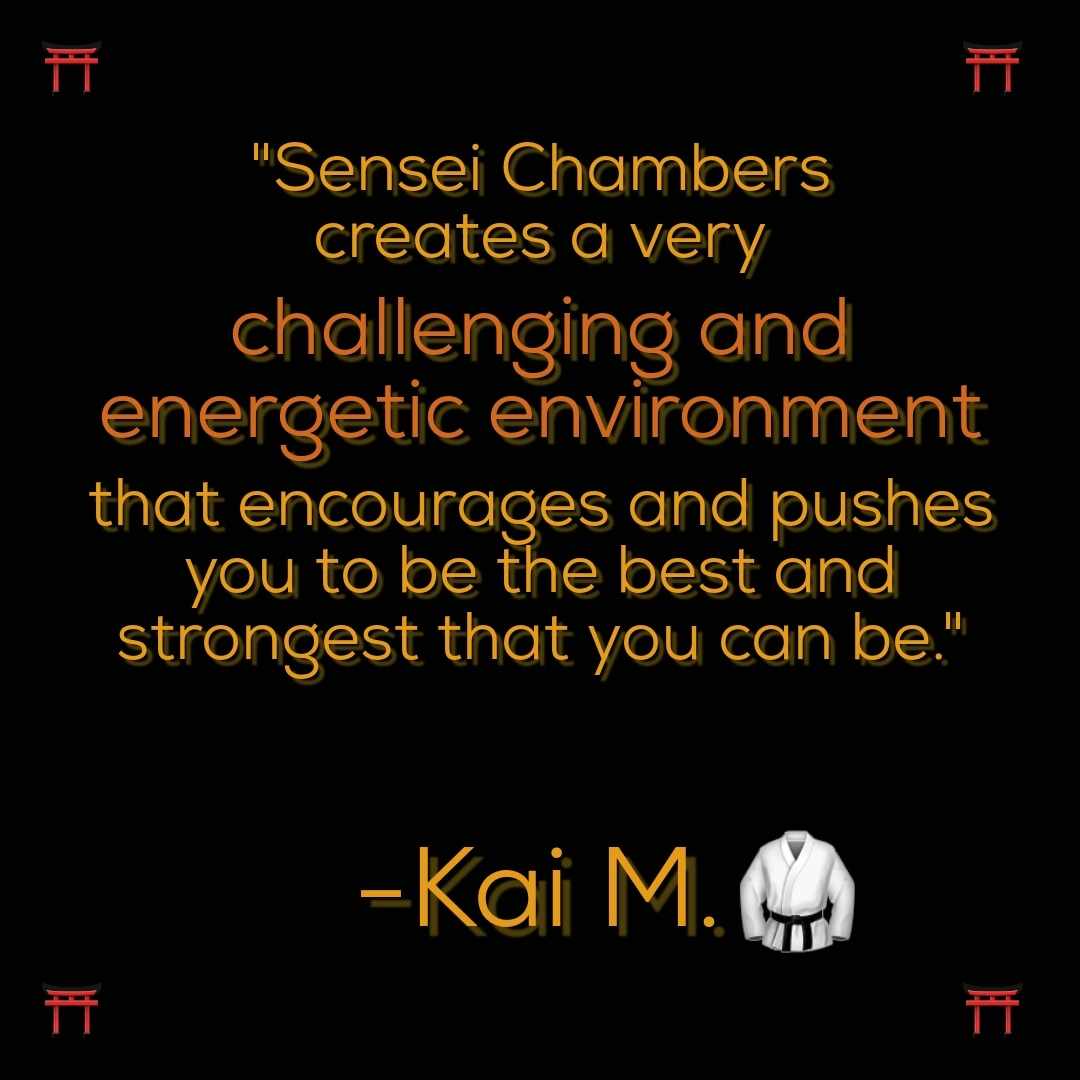 "Sensei Chambers
creates a very
challenging and
energetic environment
that encourages and pushes
you to be the best and
strongest that you can be."
-Kai M.